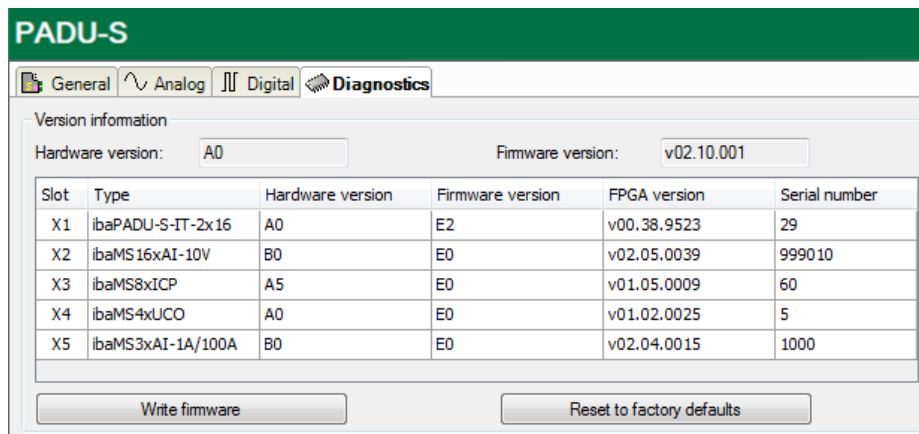 PADU-S
General Analog Digital Diagnostics
Version information
Hardware version: A0 Firmware version: v02.10.001
Slot Type Hardware version Firmware version FPGA version Serial number
X1 ibaPADU-S-IT-2x16 A0 E2 v00.38.9523 29
X2 ibaMS16xAI-10V B0 E0 v02.05.0039 999010
X3 ibaMS8xICP A5 E0 v01.05.0009 60
X4 ibaMS4xUCO A0 E0 v01.02.0025 5
X5 ibaMS3xAI-1A/100A B0 E0 v02.04.0015 1000
Write firmware Reset to factory defaults